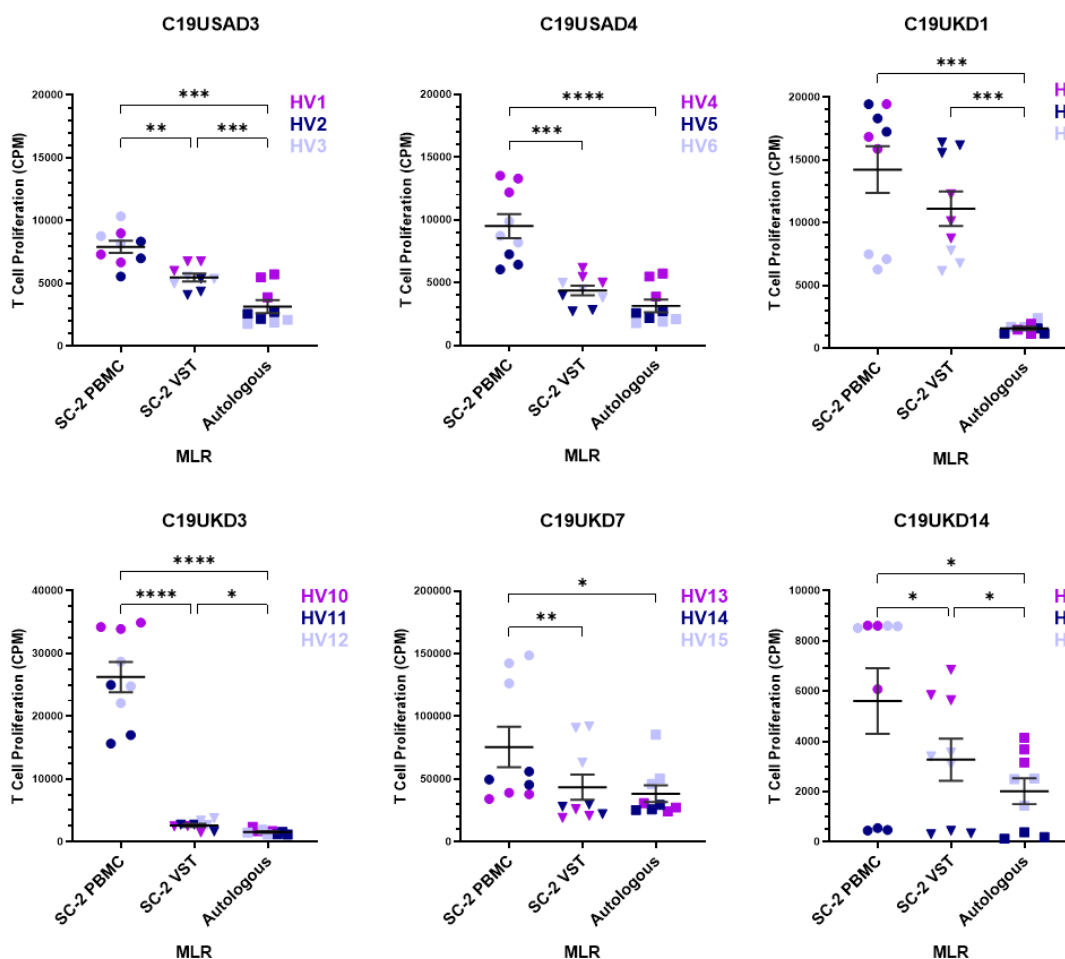 C19USAD3
T Cell Proliferation (CPM)
20000
15000
10000
5000
0
***
**
***
HV1
HV2
HV3
SC-2 PBMC
SC-2 VST
Autologous
MLR
C19USAD4
T Cell Proliferation (CPM)
20000
15000
10000
5000
0
****
***
HV4
HV5
HV6
SC-2 PBMC
SC-2 VST
Autologous
MLR
C19UKD1
T Cell Proliferation (CPM)
20000
15000
10000
5000
0
***
***
H
H
H
SC-2 PBMC
SC-2 VST
Autologous
MLR
C19UKD3
T Cell Proliferation (CPM)
40000
30000
20000
10000
0
****
****
*
HV10
HV11
HV12
SC-2 PBMC
SC-2 VST
Autologous
MLR
C19UKD7
T Cell Proliferation (CPM)
200000
150000
100000
50000
0
*
**
HV13
HV14
HV15
SC-2 PBMC
SC-2 VST
Autologous
MLR
C19UKD14
T Cell Proliferation (CPM)
10000
8000
6000
4000
2000
0
*
*
*
H
H
H
SC-2 PBMC
SC-2 VST
Autologous
MLR